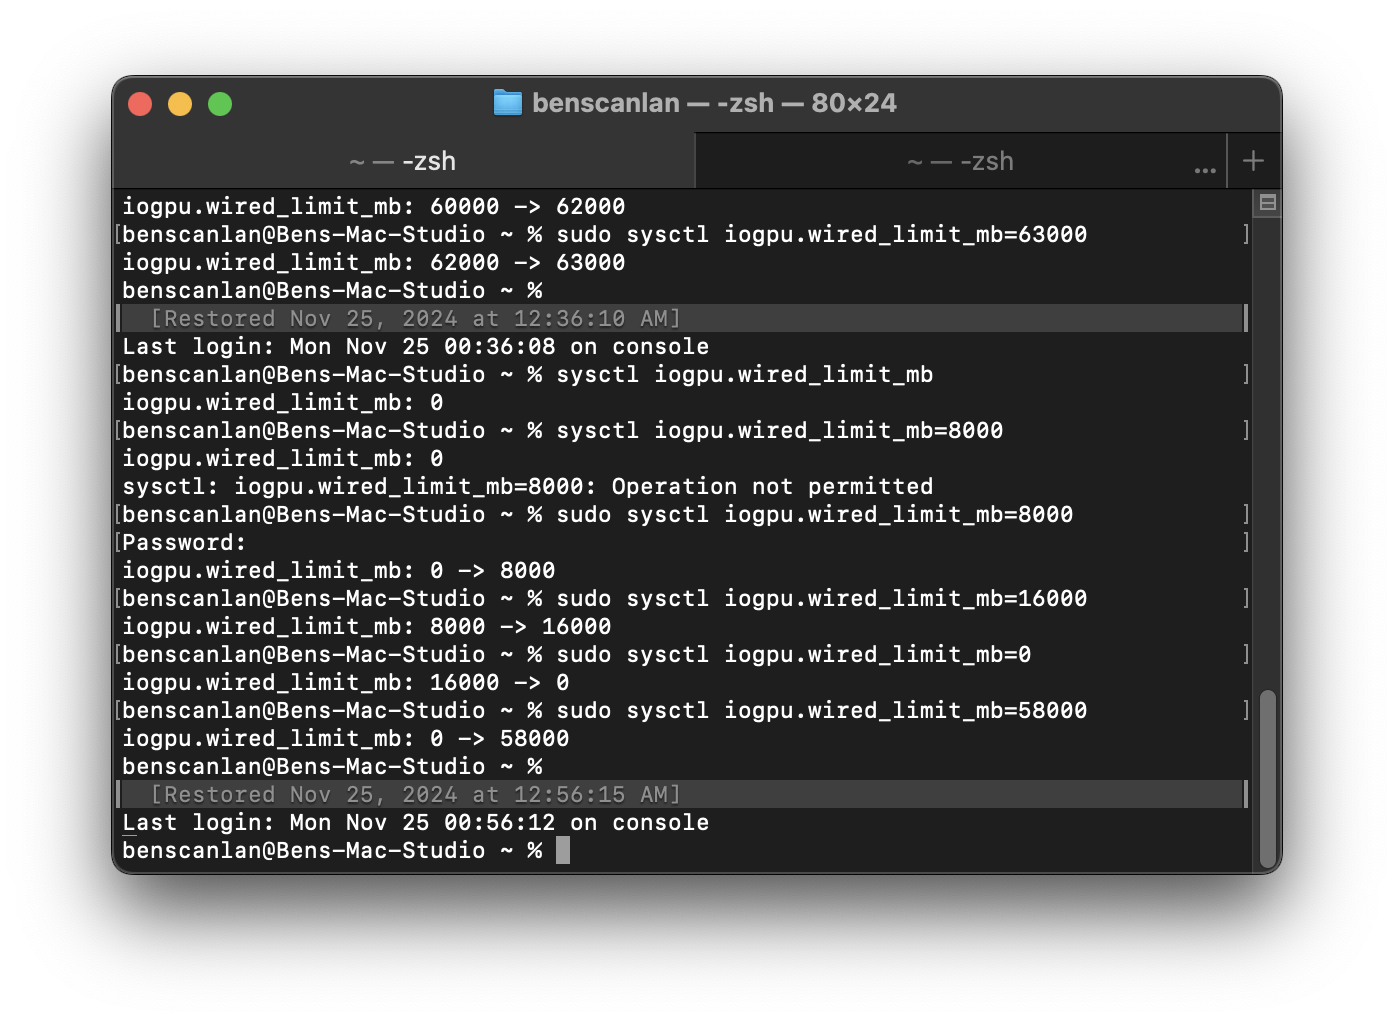 benscanlan — -zsh — 80×24
~ — -zsh
~ — -zsh
...
+
iogpu.wired_limit_mb: 60000 -> 62000
[benscanlan@Bens-Mac-Studio ~ % sudo sysctl iogpu.wired_limit_mb=63000 ]
iogpu.wired_limit_mb: 62000 -> 63000
benscanlan@Bens-Mac-Studio ~ %
[Restored Nov 25, 2024 at 12:36:10 AM]
Last login: Mon Nov 25 00:36:08 on console
[benscanlan@Bens-Mac-Studio ~ % sysctl iogpu.wired_limit_mb ]
iogpu.wired_limit_mb: 0
[benscanlan@Bens-Mac-Studio ~ % sysctl iogpu.wired_limit_mb=8000 ]
iogpu.wired_limit_mb: 0
sysctl: iogpu.wired_limit_mb=8000: Operation not permitted
[benscanlan@Bens-Mac-Studio ~ % sudo sysctl iogpu.wired_limit_mb=8000 ]
[Password: ]
iogpu.wired_limit_mb: 0 -> 8000
[benscanlan@Bens-Mac-Studio ~ % sudo sysctl iogpu.wired_limit_mb=16000 ]
iogpu.wired_limit_mb: 8000 -> 16000
[benscanlan@Bens-Mac-Studio ~ % sudo sysctl iogpu.wired_limit_mb=0 ]
iogpu.wired_limit_mb: 16000 -> 0
[benscanlan@Bens-Mac-Studio ~ % sudo sysctl iogpu.wired_limit_mb=58000 ]
iogpu.wired_limit_mb: 0 -> 58000
benscanlan@Bens-Mac-Studio ~ %
[Restored Nov 25, 2024 at 12:56:15 AM]
Last login: Mon Nov 25 00:56:12 on console
benscanlan@Bens-Mac-Studio ~ %